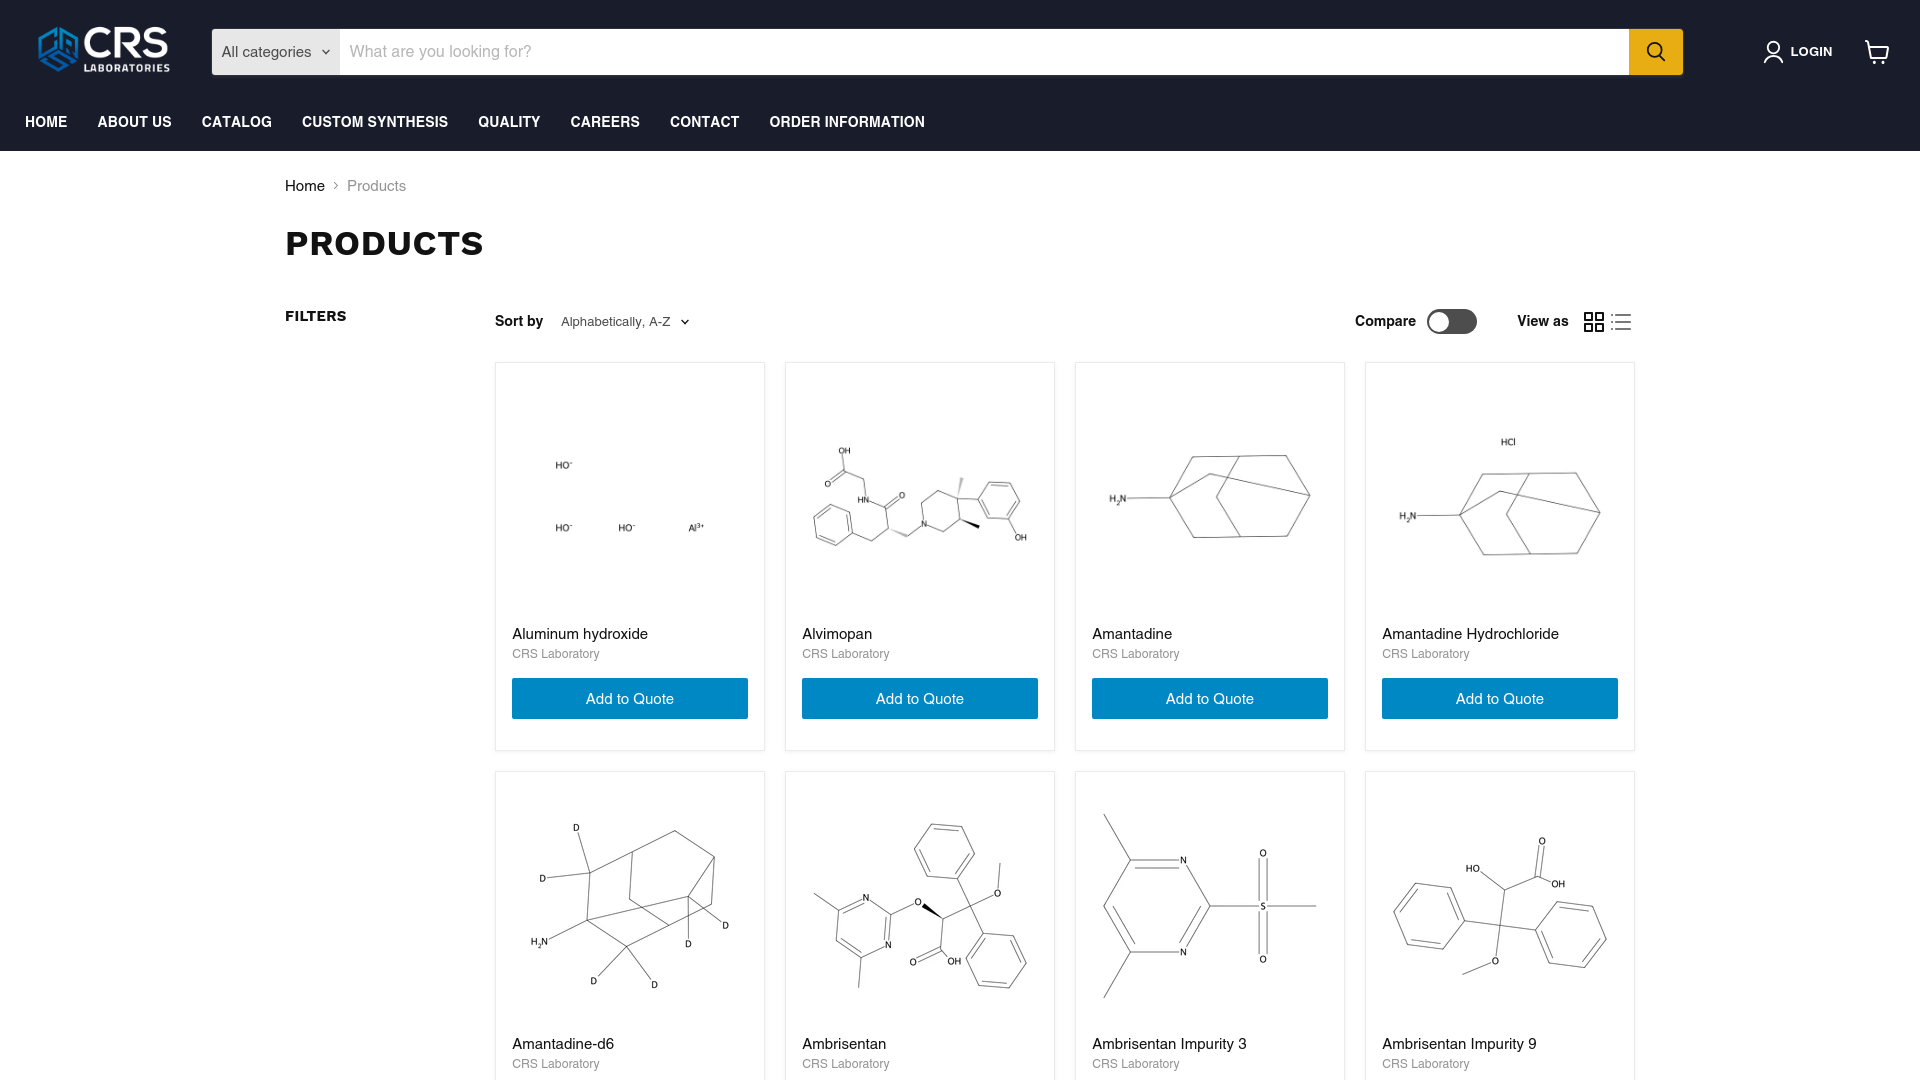 CRS
LABORATORIES
All categories
What are you looking for?
LOGIN
HOME ABOUT US CATALOG CUSTOM SYNTHESIS QUALITY CAREERS CONTACT ORDER INFORMATION
Home > Products
PRODUCTS
FILTERS
Sort by Alphabetically, A-Z
Compare
View as
HO⁻
HO⁻ HO⁻ Al³⁺
OH
O
HN
O
N
OH
H₂N
HCl
H₂N
Aluminum hydroxide
CRS Laboratory
Add to Quote
Alvimopan
CRS Laboratory
Add to Quote
Amantadine
CRS Laboratory
Add to Quote
Amantadine Hydrochloride
CRS Laboratory
Add to Quote
D
D
D
D
H₂N
D
D
N
O
O
N
O
OH
N
O
S
N
O
O
HO
OH
O
Amantadine-d6
CRS Laboratory
Ambrisentan
CRS Laboratory
Ambrisentan Impurity 3
CRS Laboratory
Ambrisentan Impurity 9
CRS Laboratory